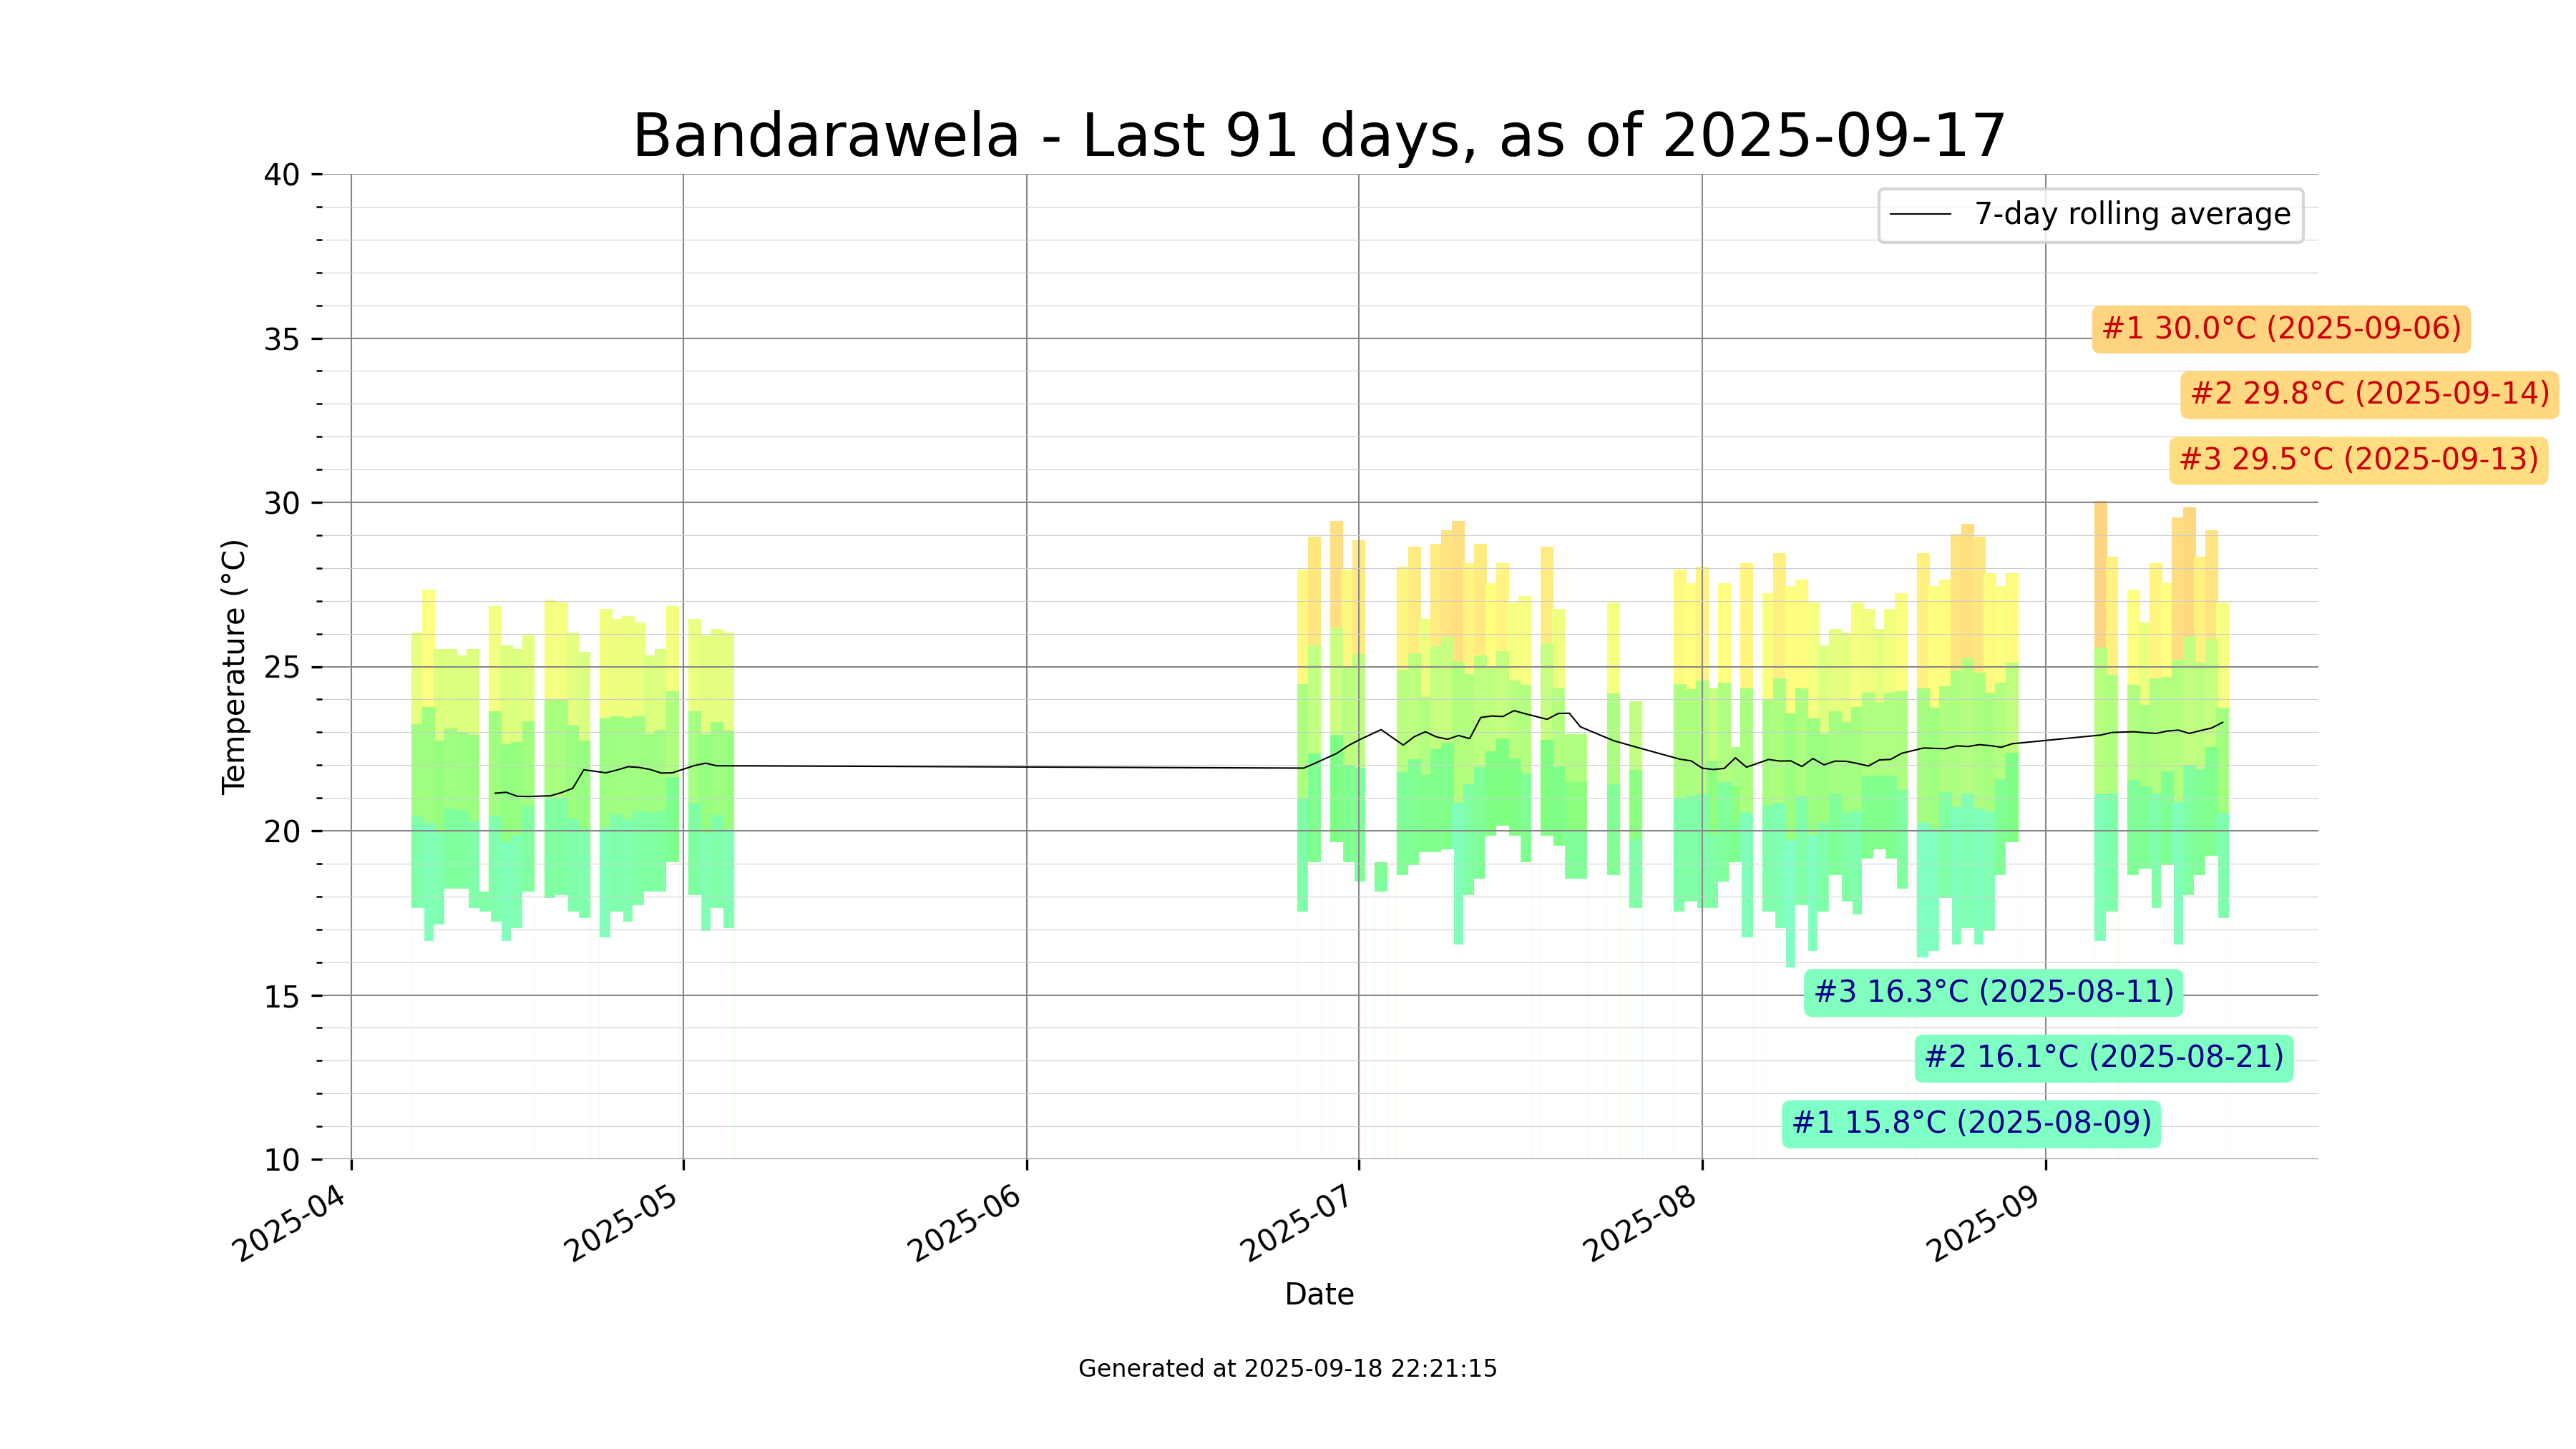 Bandarawela - Last 91 days, as of 2025-09-17
40
35
30
25
20
15
10
Temperature (°C)
7-day rolling average
#1 30.0°C (2025-09-06)
#2 29.8°C (2025-09-14)
#3 29.5°C (2025-09-13)
#3 16.3°C (2025-08-11)
#2 16.1°C (2025-08-21)
#1 15.8°C (2025-08-09)
2025-04
2025-05
2025-06
2025-07
2025-08
2025-09
Date
Generated at 2025-09-18 22:21:15